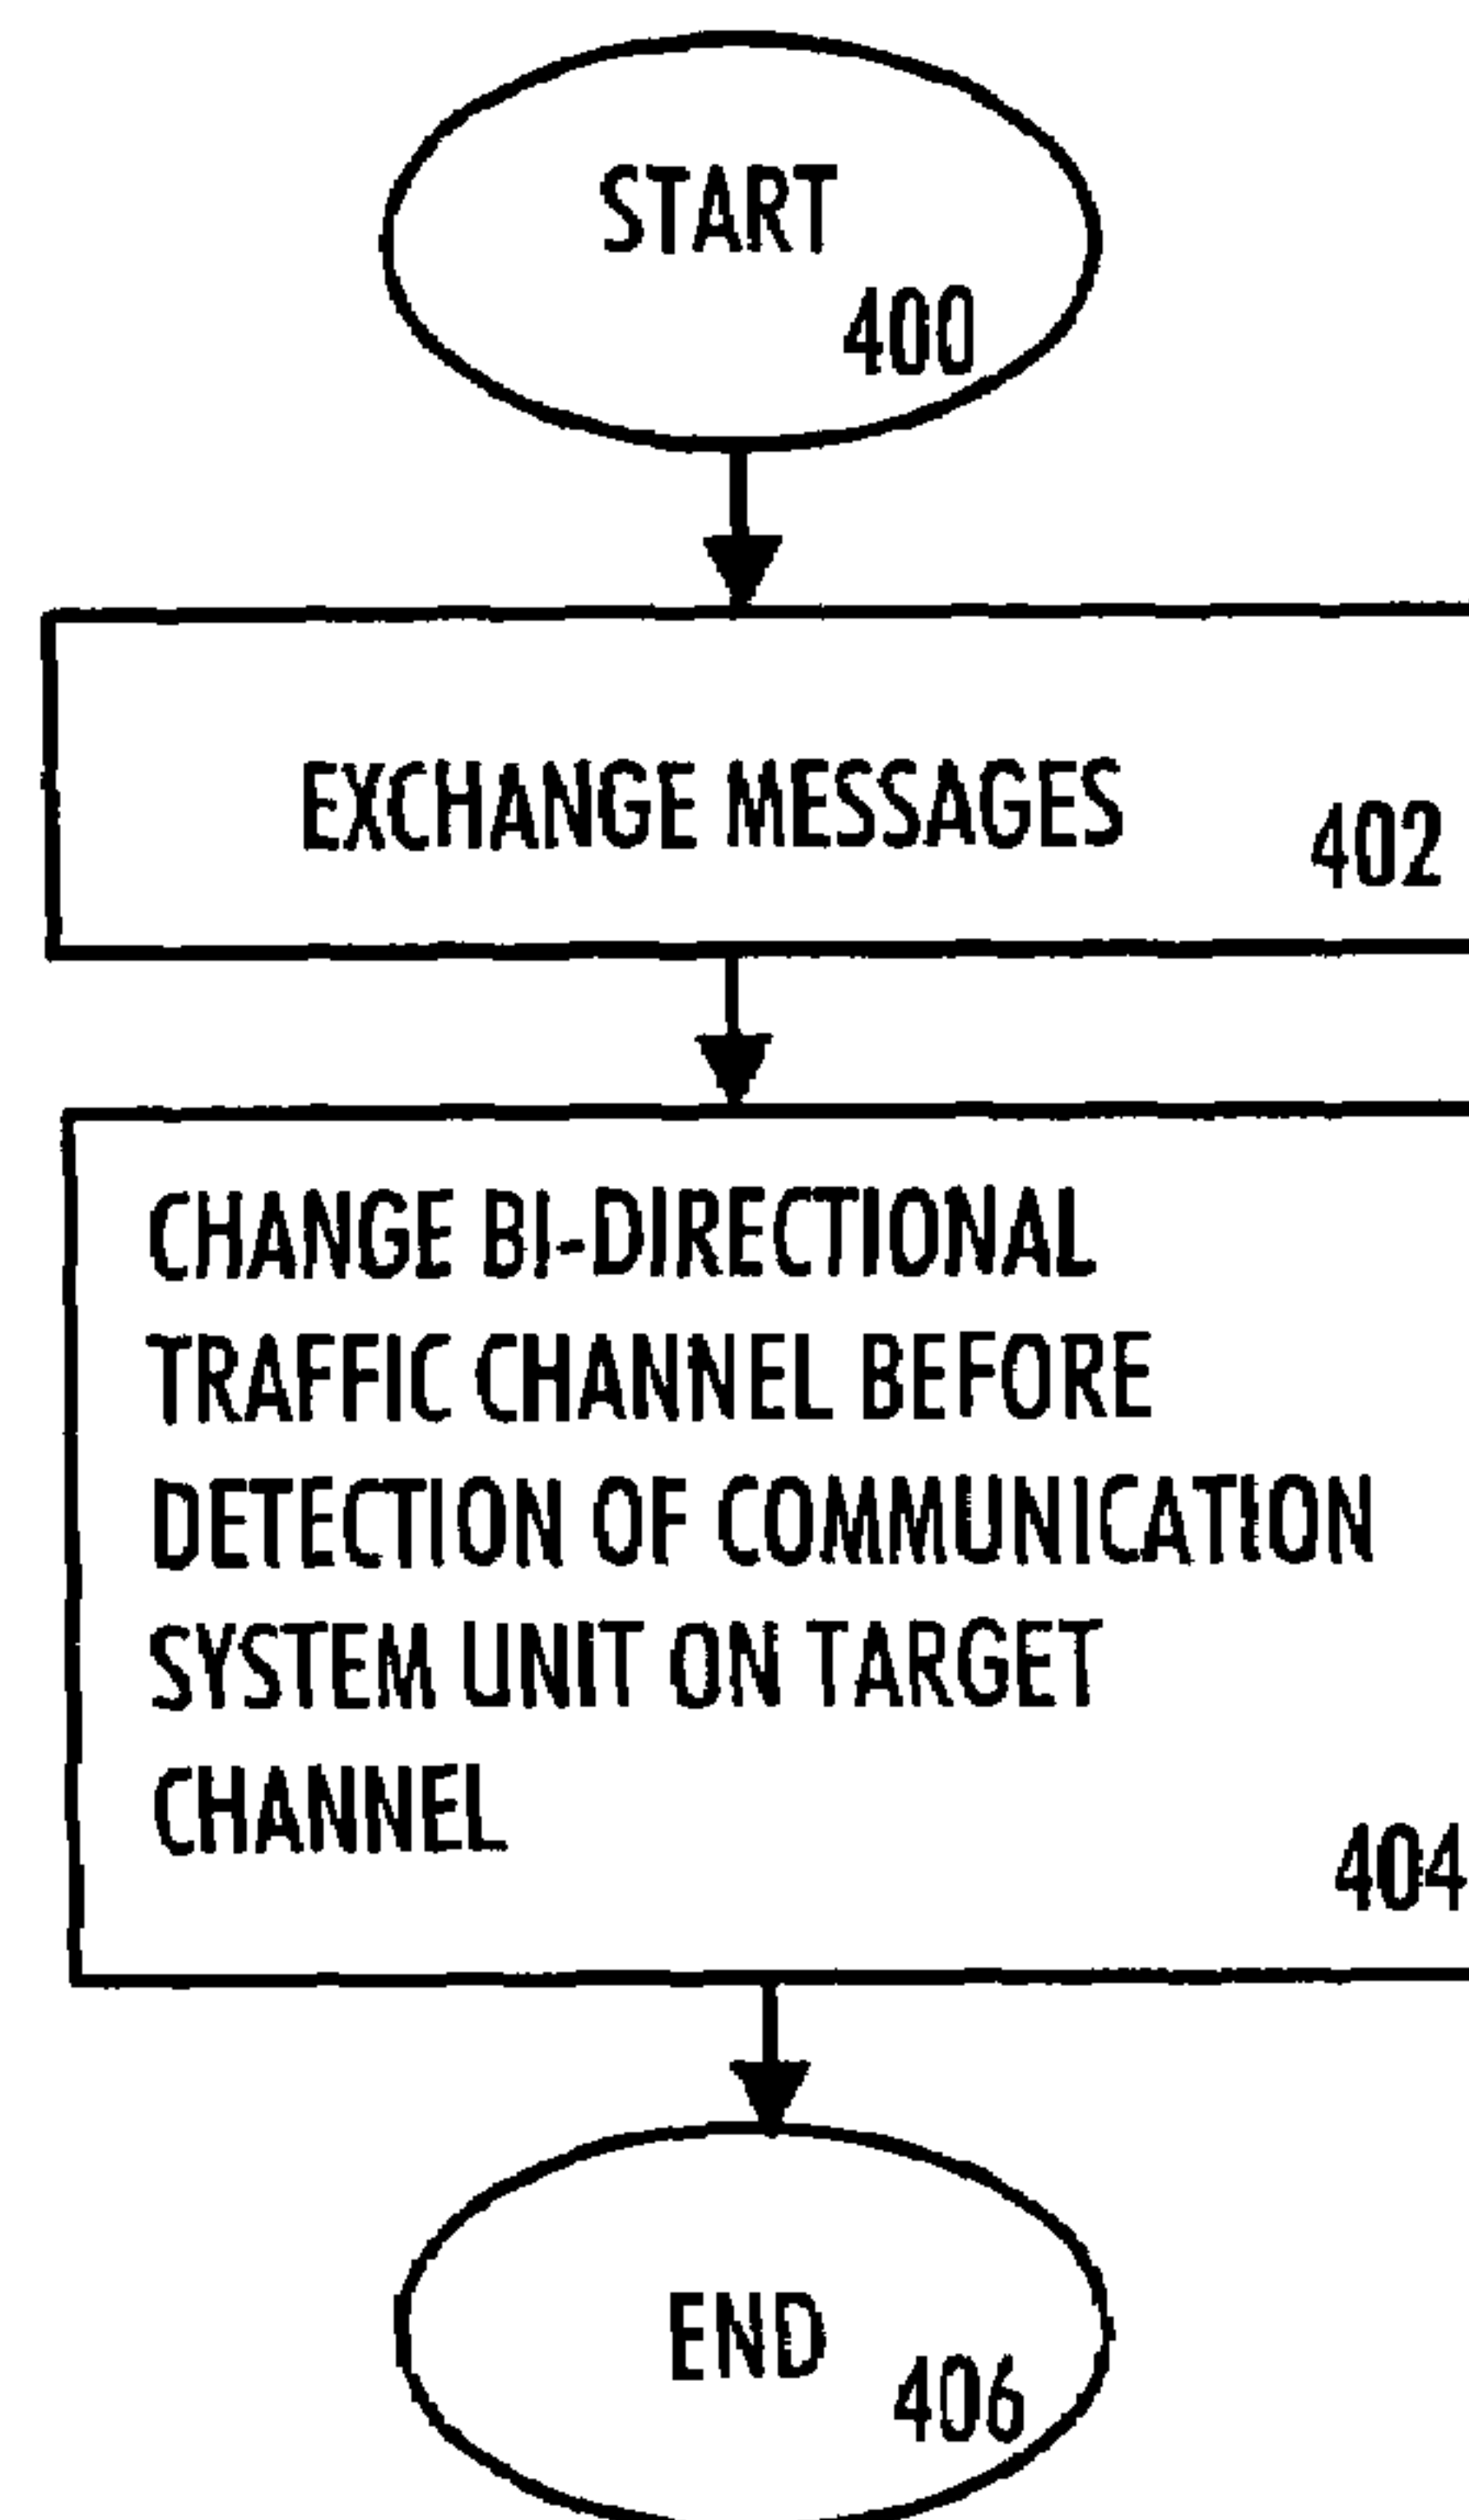 START
400
EXCHANGE MESSAGES
402
CHANGE BI-DIRECTIONAL
TRAFFIC CHANNEL BEFORE
DETECTION OF COMMUNICATION
SYSTEM UNIT ON TARGET
CHANNEL
404
END
406